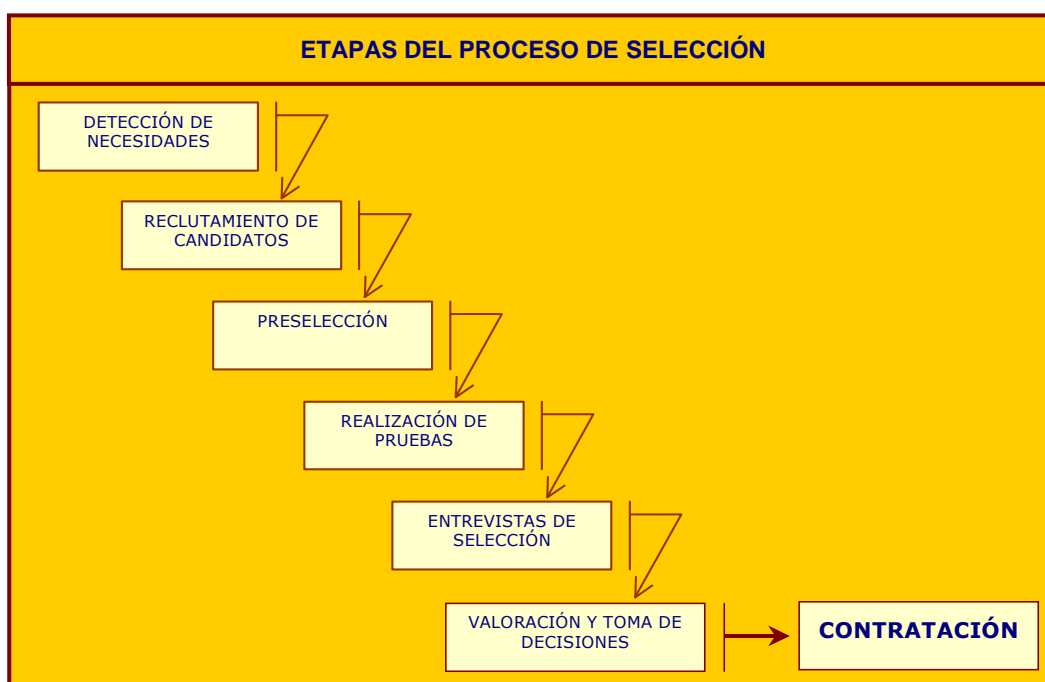 ETAPAS DEL PROCESO DE SELECCIÓN
DETECCIÓN DE
NECESIDADES
RECLUTAMIENTO DE
CANDIDATOS
PRESELECCIÓN
REALIZACIÓN DE
PRUEBAS
ENTREVISTAS DE
SELECCIÓN
VALORACIÓN Y TOMA DE
DECISIONES
CONTRATACIÓN